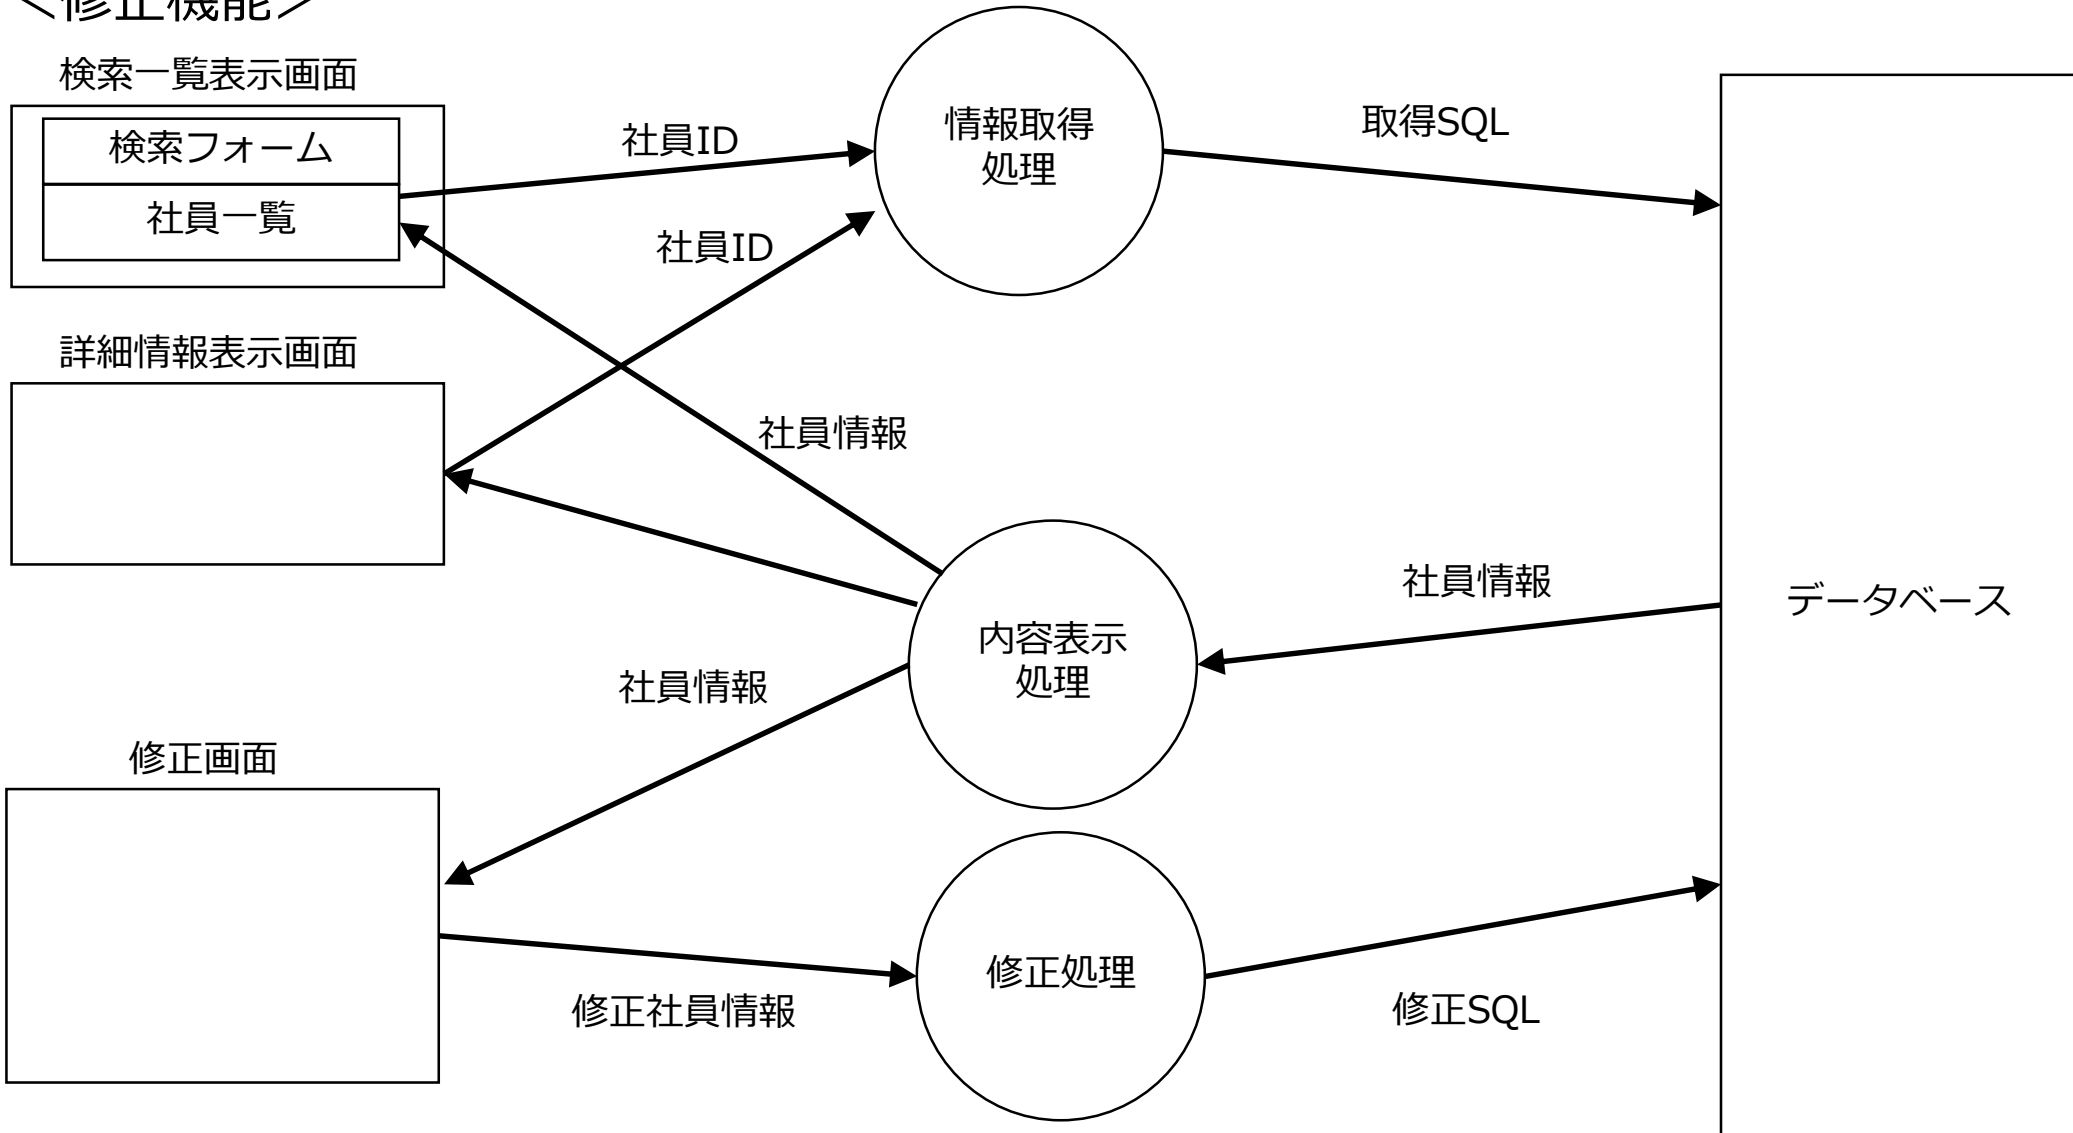 ＜修正機能＞
検索一覧表示画面
検索フォーム
社員一覧
社員ID
情報取得
処理
取得SQL
社員ID
詳細情報表示画面
社員情報
社員情報
データベース
内容表示
処理
社員情報
修正画面
修正処理
修正社員情報
修正SQL